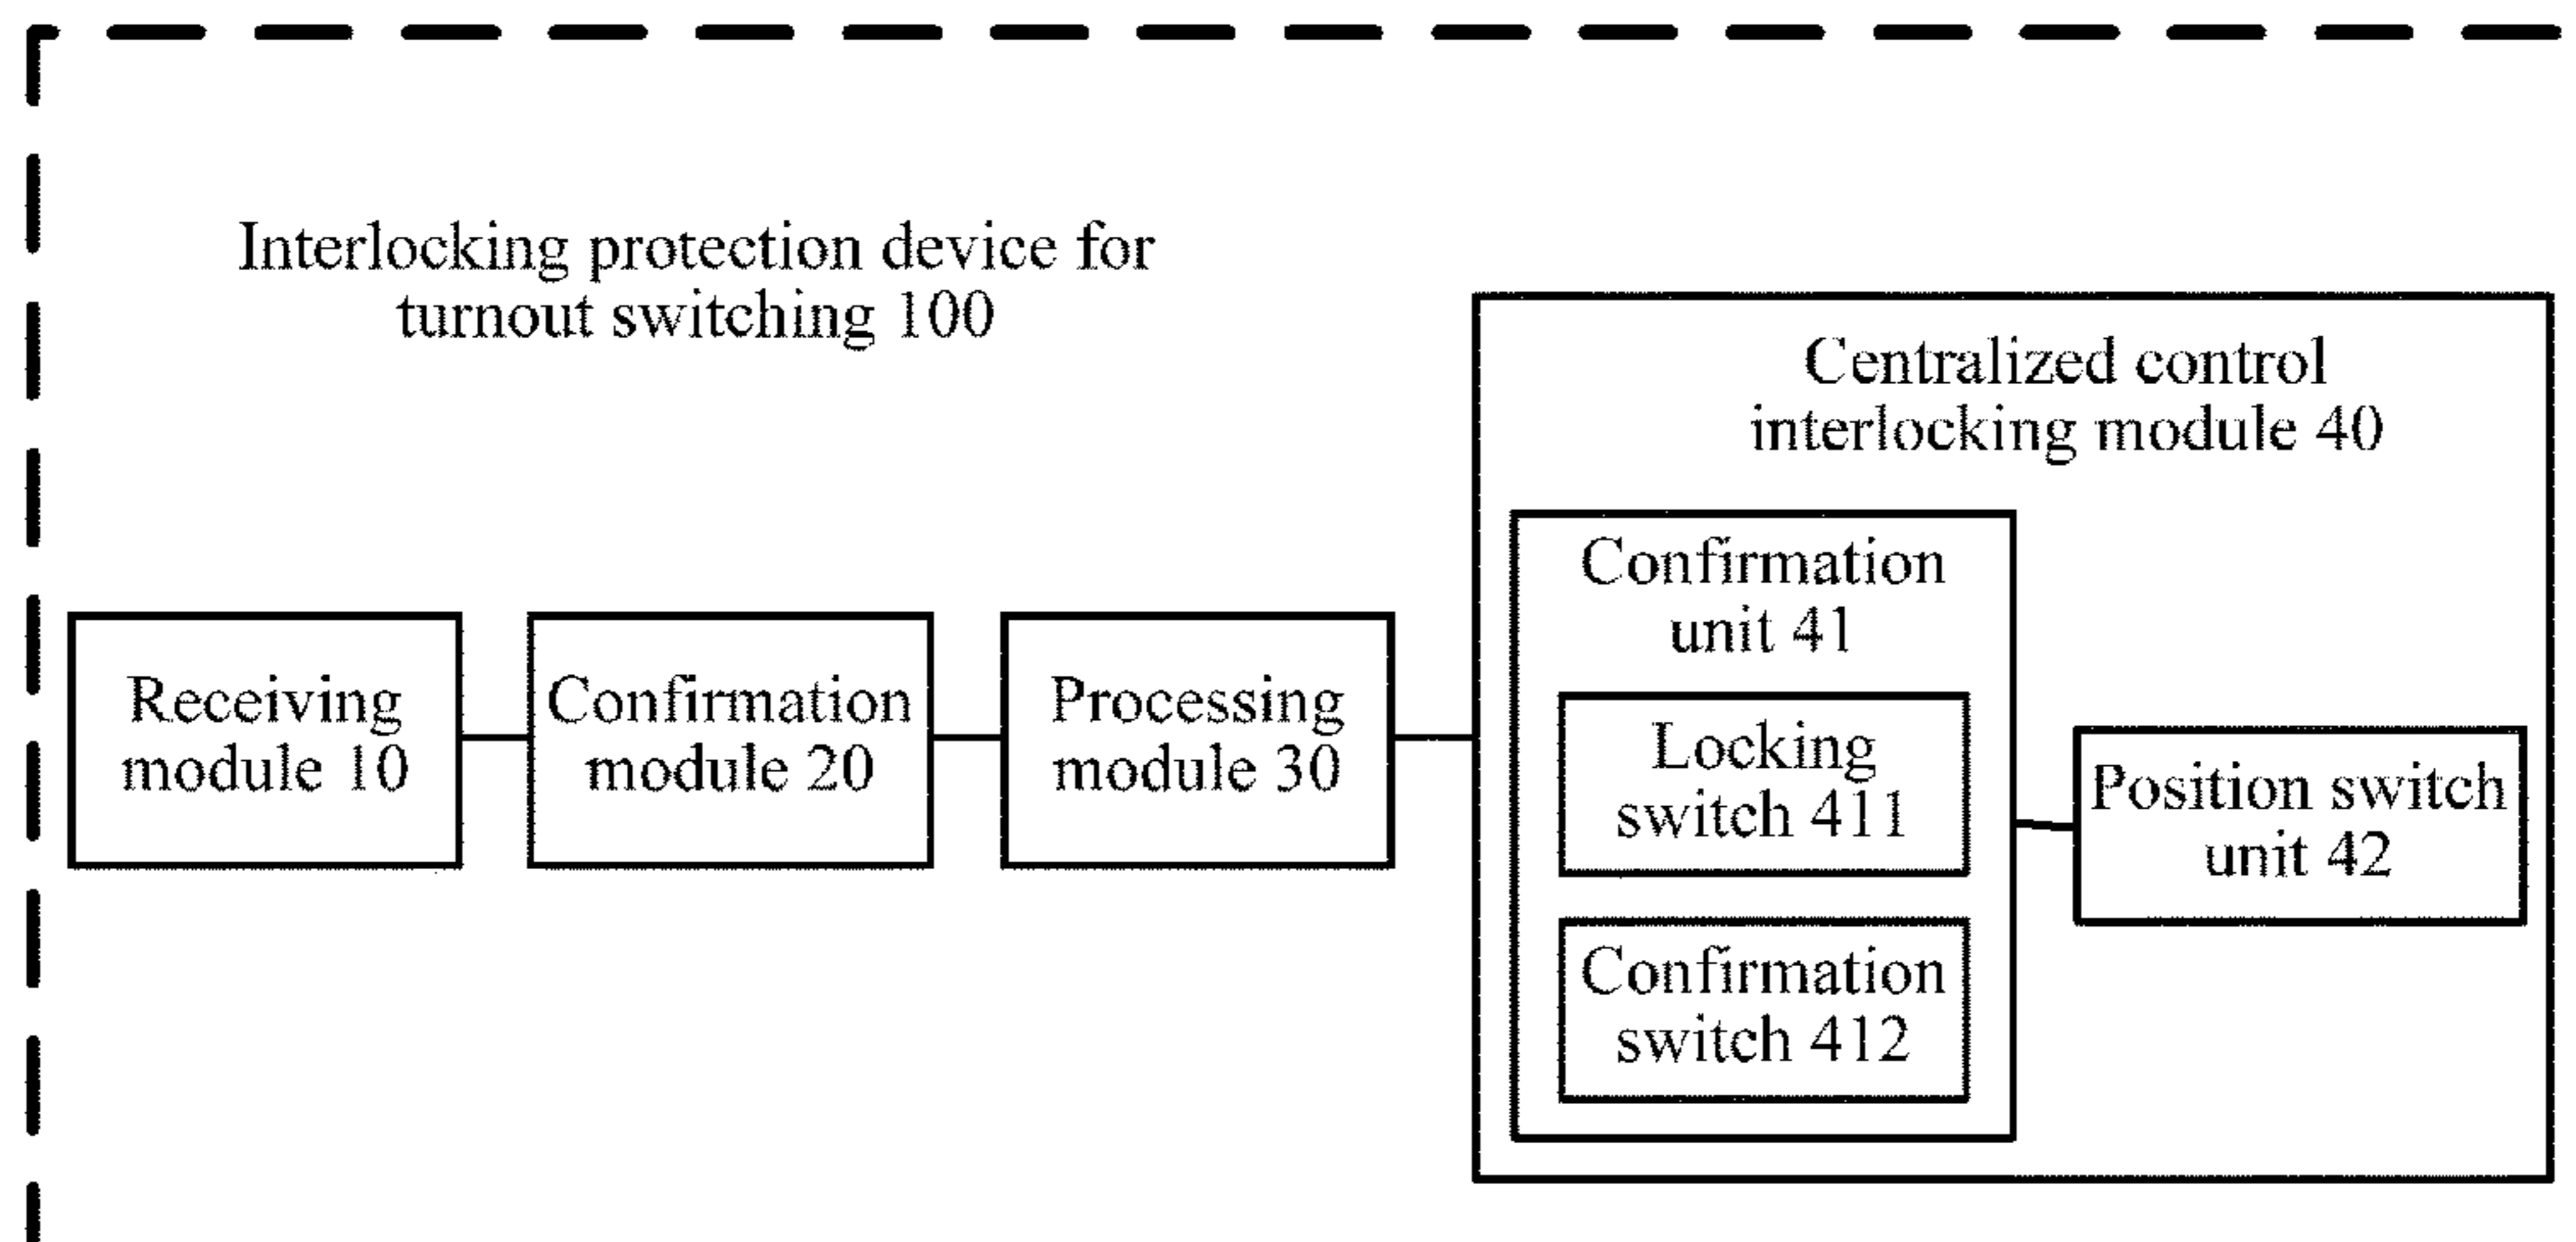 Interlocking protection device for
turnout switching 100
Centralized control
interlocking module 40
Confirmation
unit 41
Receiving
module 10
Confirmation
module 20
Processing
module 30
Locking
switch 411
Position switch
unit 42
Confirmation
switch 412